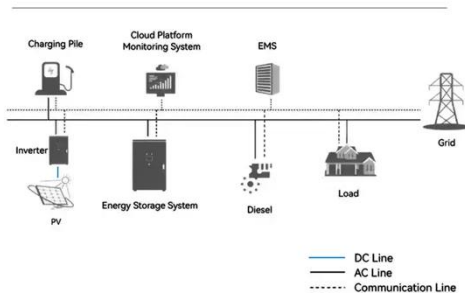 Charging Pile
Cloud Platform
Monitoring System
EMS
Grid
Inverter
PV
Energy Storage System
Diesel
Load
DC Line
AC Line
Communication Line